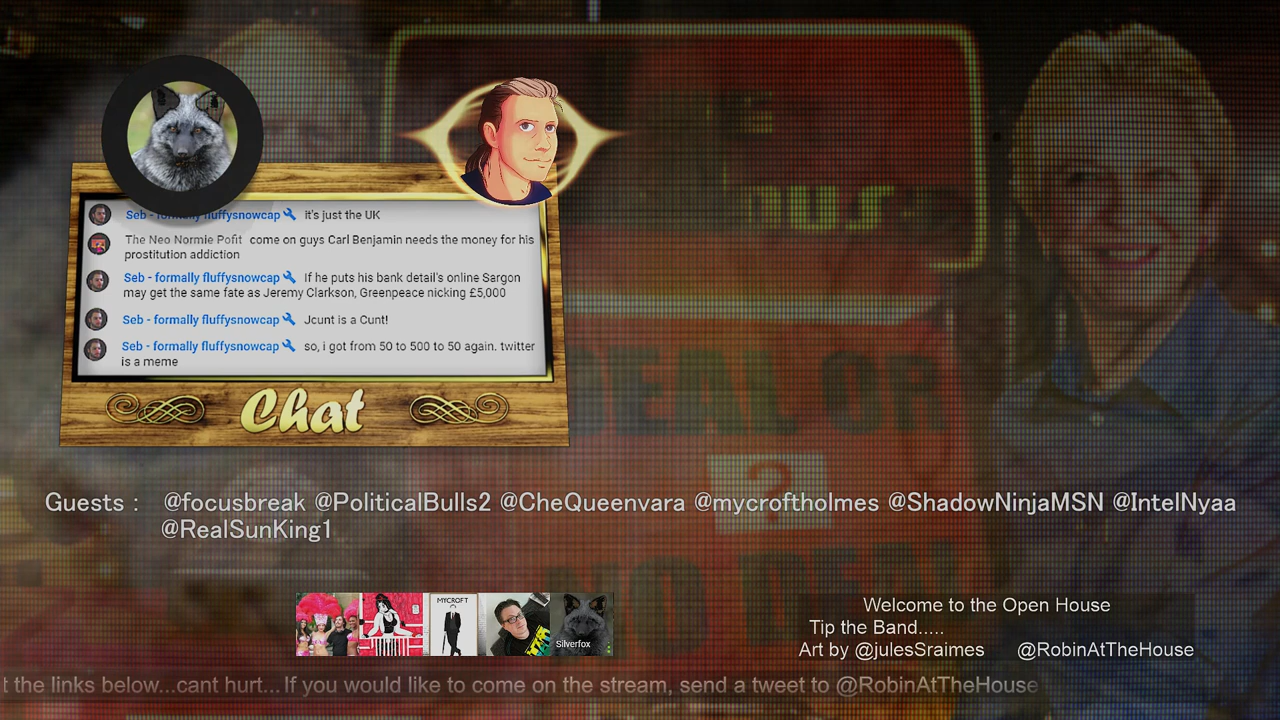 Seb - formally fluffysnowcap it's just the UK
The Neo Normie Pofit come on guys Carl Benjamin needs the money for his
prostitution addiction
Seb - formally fluffysnowcap If he puts his bank detail's online Sargon
may get the same fate as Jeremy Clarkson, Greenpeace nicking £5,000
Seb - formally fluffysnowcap Jcunt is a Cunt!
Seb - formally fluffysnowcap so, i got from 50 to 500 to 50 again. twitter
is a meme
Chat
DEAL OR
?
NO DEAL
Guests : @focusbreak @PoliticalBulls2 @CheQueenvara @mycroftholmes @ShadowNinjaMSN @IntelNyaa
@RealSunKing1
MYCROFT
Silverfox
Welcome to the Open House
Tip the Band.....
Art by @julesSraimes @RobinAtTheHouse
t the links below...cant hurt... If you would like to come on the stream, send a tweet to @RobinAtTheHouse